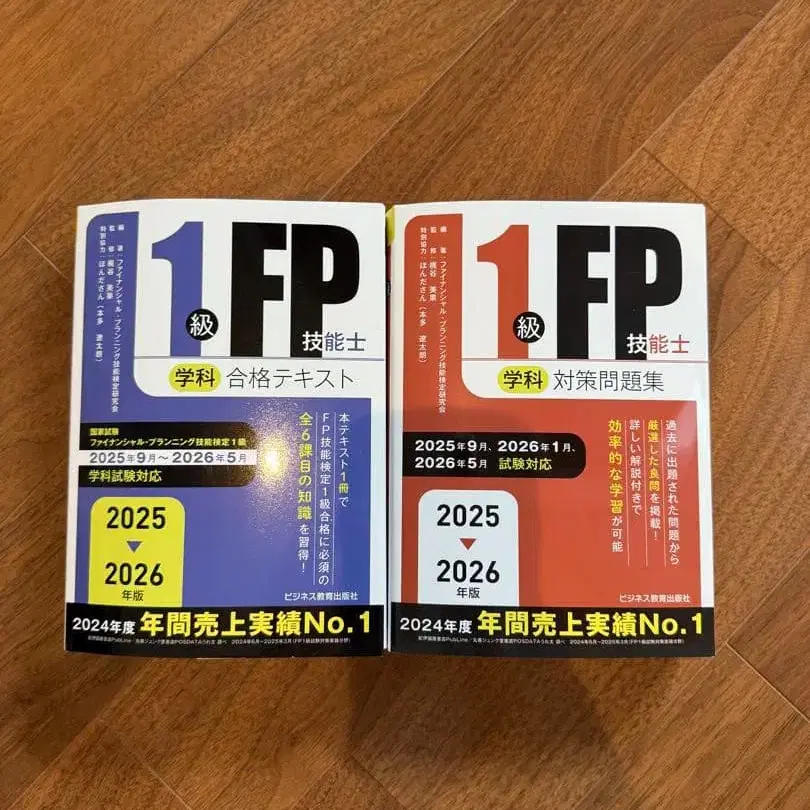 1級
FP
技能士
学科 合格テキスト
編著:ファイナンシャル・プランニング技能検定研究会
監修:梶谷 美果
特別協力:ほんださん(本多 遼太朗)
国家試験
ファイナンシャル・プランニング技能検定1級
2025年9月〜2026年5月
学科試験対応
本テキスト1冊で
FP技能検定1級合格に必須の
全6課目の知識を習得!
2025
2026
年版
ビジネス教育出版社
2024年度 年間売上実績No.1
1級
FP
技能士
学科 対策問題集
編著:ファイナンシャル・プランニング技能検定研究会
監修:梶谷 美果
特別協力:ほんださん(本多 遼太朗)
2025年9月、2026年1月、
2026年5月 試験対応
過去に出題された問題から
厳選した良問を掲載!
詳しい解説付きで
効率的な学習が可能
2025
2026
年版
ビジネス教育出版社
2024年度 年間売上実績No.1